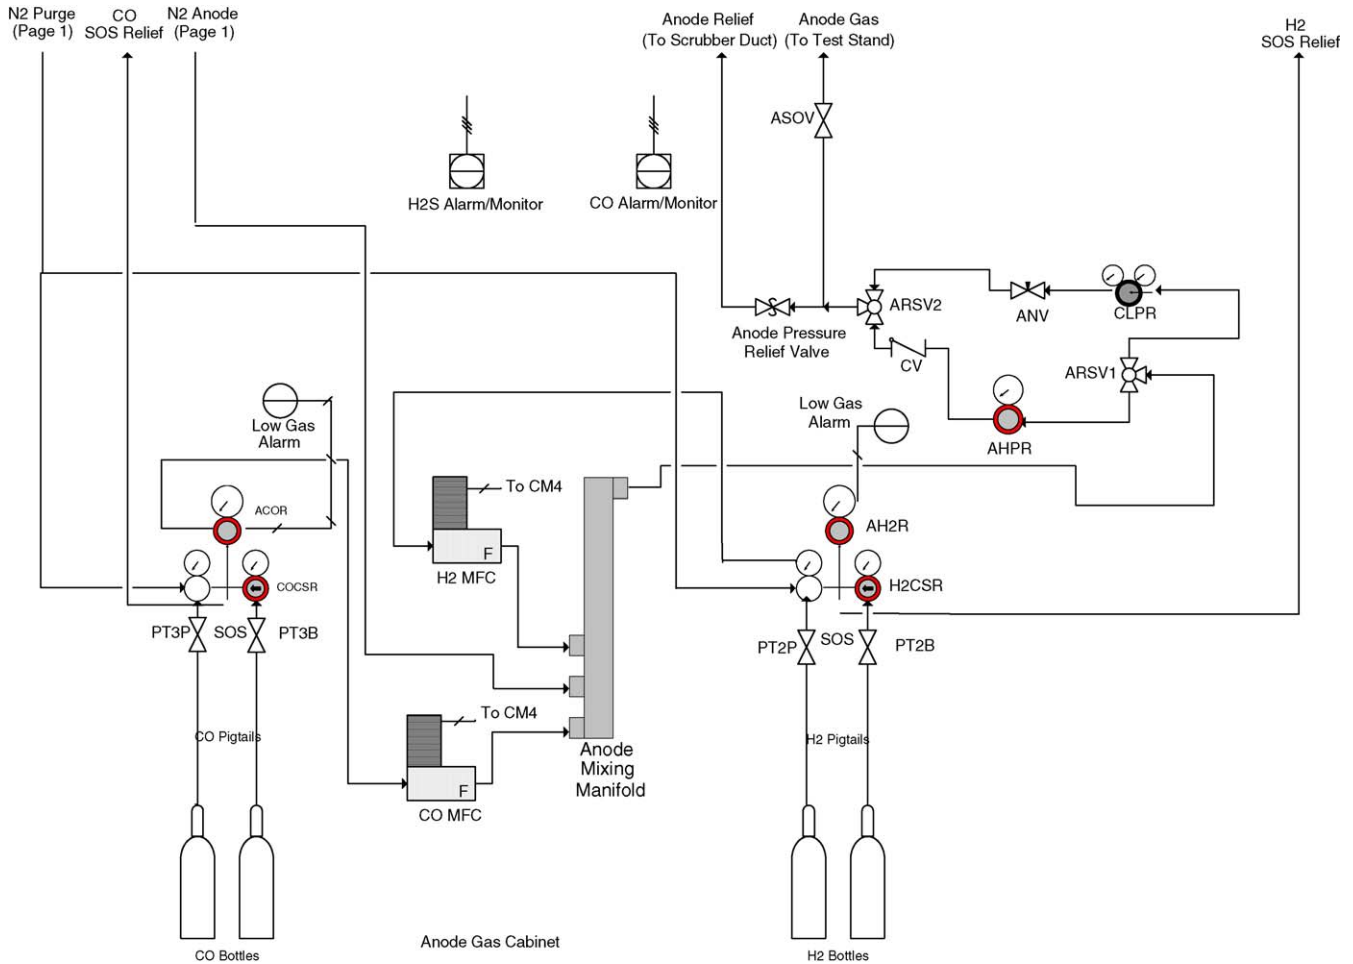 N2 Purge
(Page 1)
CO
SOS Relief
N2 Anode
(Page 1)
Anode Relief
(To Scrubber Duct)
Anode Gas
(To Test Stand)
H2
SOS Relief
ASOV
H2S Alarm/Monitor
CO Alarm/Monitor
ARSV2
ANV
CLPR
Anode Pressure
Relief Valve
CV
ARSV1
Low Gas
Alarm
Low Gas
Alarm
AHPR
To CM4
ACOR
AH2R
F
H2 MFC
COCSR
H2CSR
PT3P
SOS
PT3B
PT2P
SOS
PT2B
To CM4
CO Pigtails
H2 Pigtails
Anode
Mixing
Manifold
F
CO MFC
Anode Gas Cabinet
CO Bottles
H2 Bottles